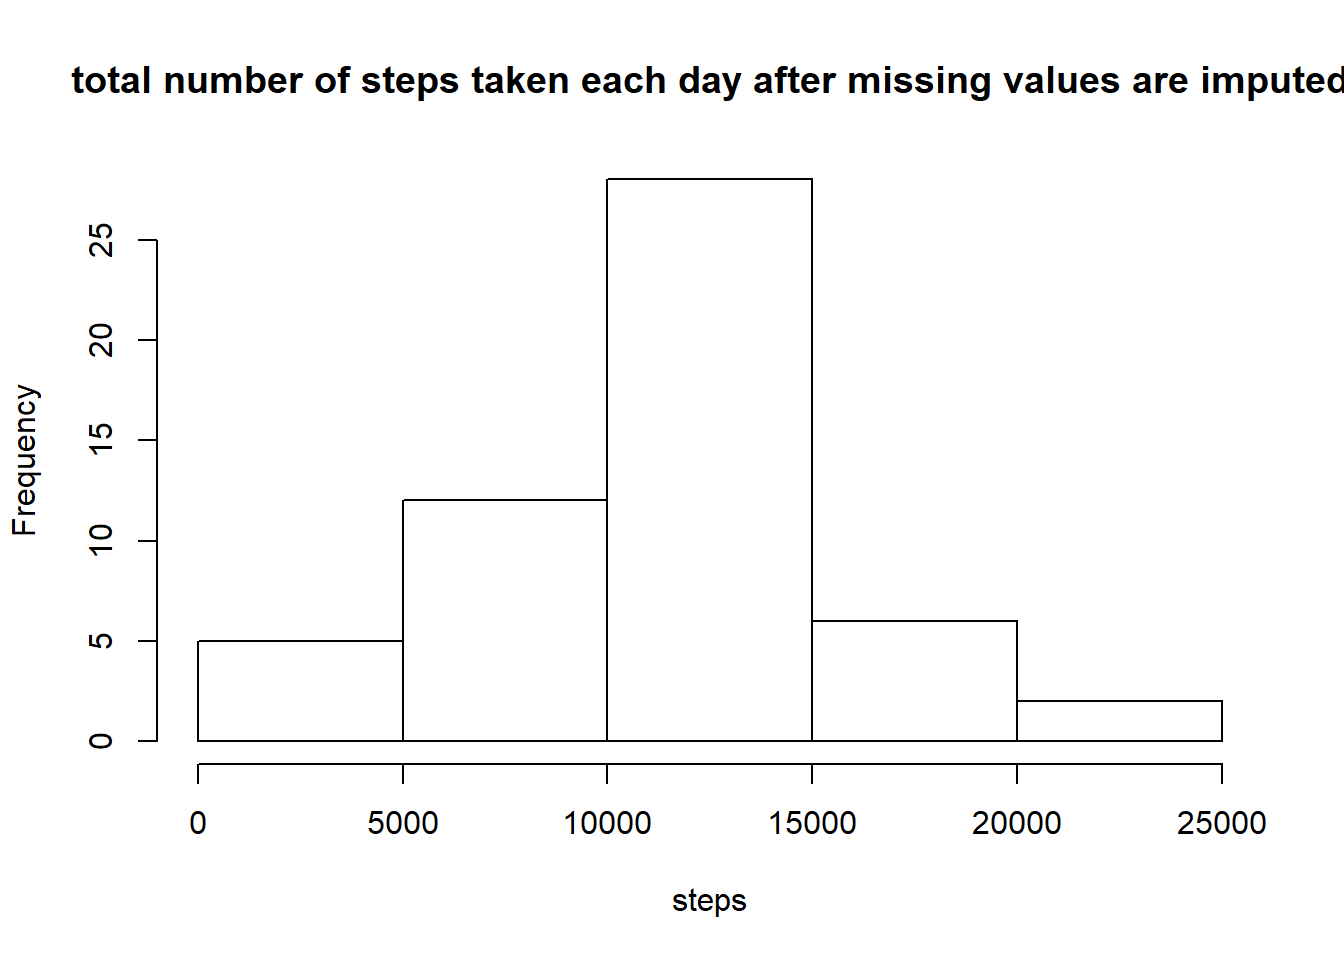 total number of steps taken each day after missing values are imputed
Frequency
25
20
15
10
5
0
0 5000 10000 15000 20000 25000
steps